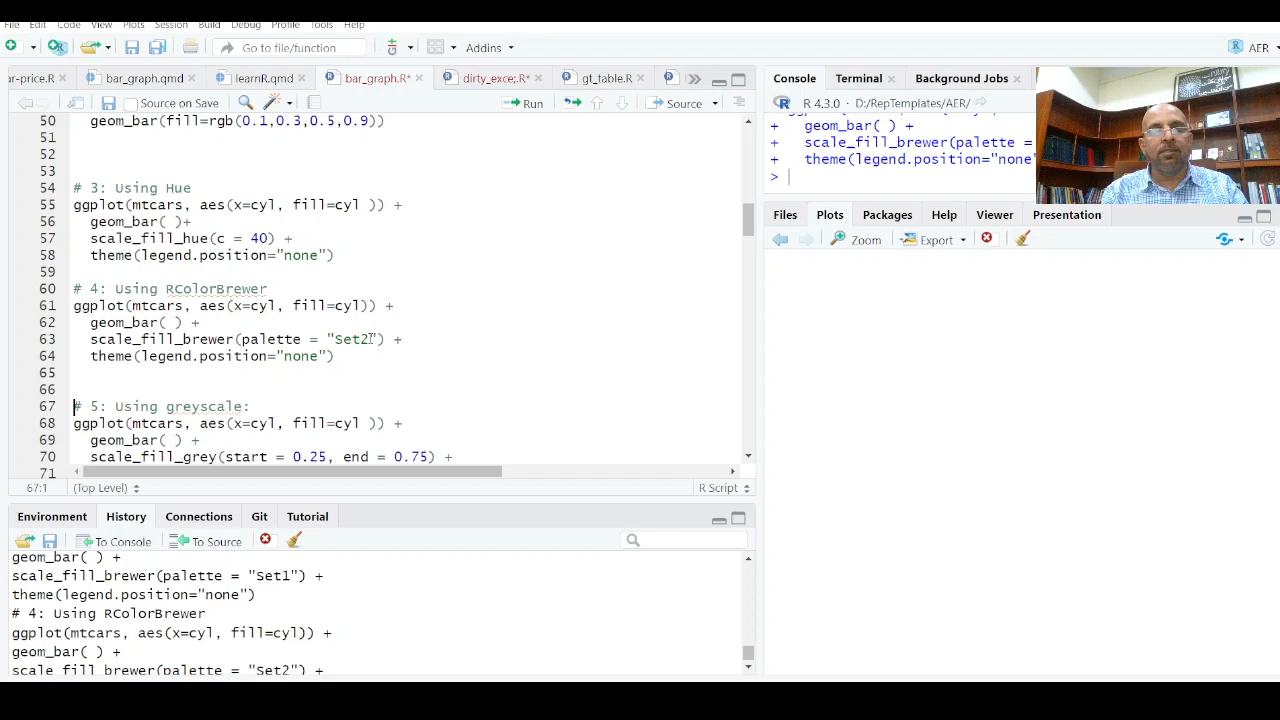 File Edit Code View Plots Session Build Debug Profile Tools Help
Go to file/function Addins AER
ar-price.R bar_graph.qmd learnR.qmd bar_graph.R* dirty_exce;.R* gt_table.R
Source on Save Run Source
50 geom_bar(fill=rgb(0.1,0.3,0.5,0.9))
51
52
53
54 # 3: Using Hue
55 ggplot(mtcars, aes(x=cyl, fill=cyl )) +
56 geom_bar( )+
57 scale_fill_hue(c = 40) +
58 theme(legend.position="none")
59
60 # 4: Using RColorBrewer
61 ggplot(mtcars, aes(x=cyl, fill=cyl)) +
62 geom_bar( ) +
63 scale_fill_brewer(palette = "Set2") +
64 theme(legend.position="none")
65
66
67 # 5: Using greyscale:
68 ggplot(mtcars, aes(x=cyl, fill=cyl )) +
69 geom_bar( ) +
70 scale_fill_grey(start = 0.25, end = 0.75) +
71
67:1 (Top Level) R Script
Environment History Connections Git Tutorial
To Console To Source
geom_bar( ) +
scale_fill_brewer(palette = "Set1") +
theme(legend.position="none")
# 4: Using RColorBrewer
ggplot(mtcars, aes(x=cyl, fill=cyl)) +
geom_bar( ) +
scale_fill_brewer(palette = "Set2") +
Console Terminal Background Jobs
R 4.3.0 · D:/RepTemplates/AER/
+ geom_bar( ) +
+ scale_fill_brewer(palette =
+ theme(legend.position="none"
>
Files Plots Packages Help Viewer Presentation
Zoom Export